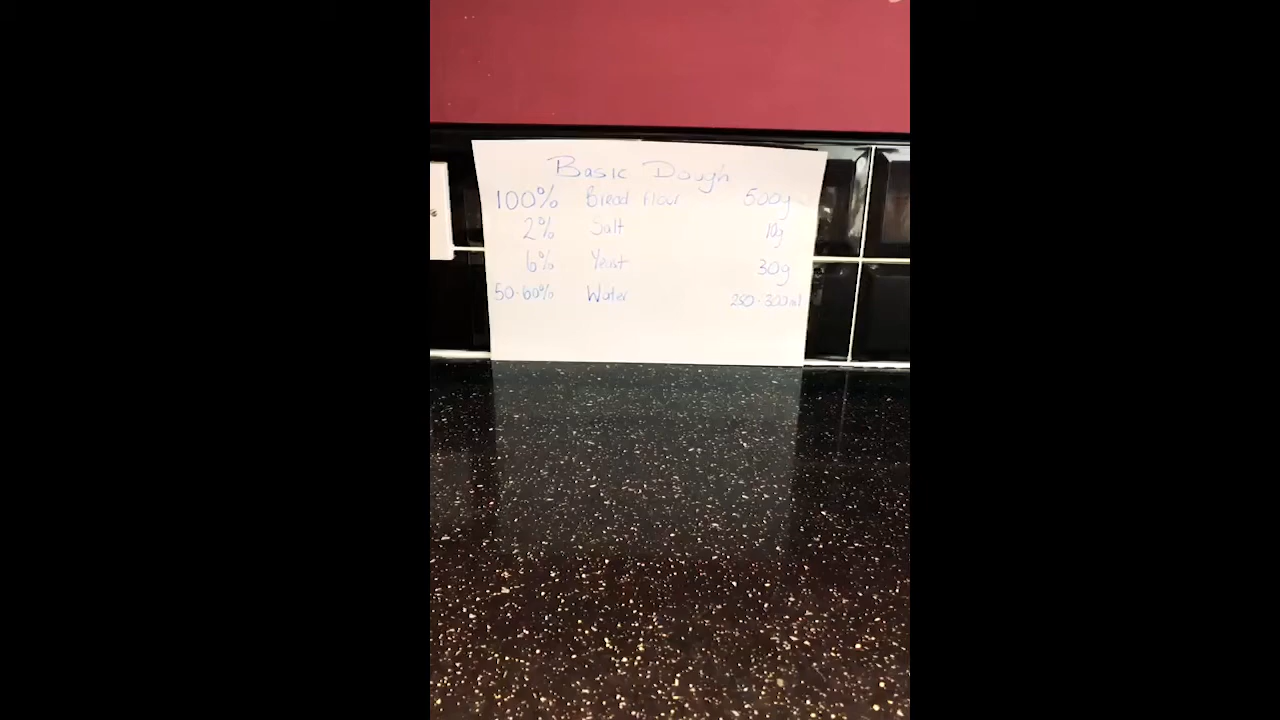 Basic Dough
100% Bread flour 500g
2% Salt 10g
6% Yeast 30g
50-60% Water 250-300ml